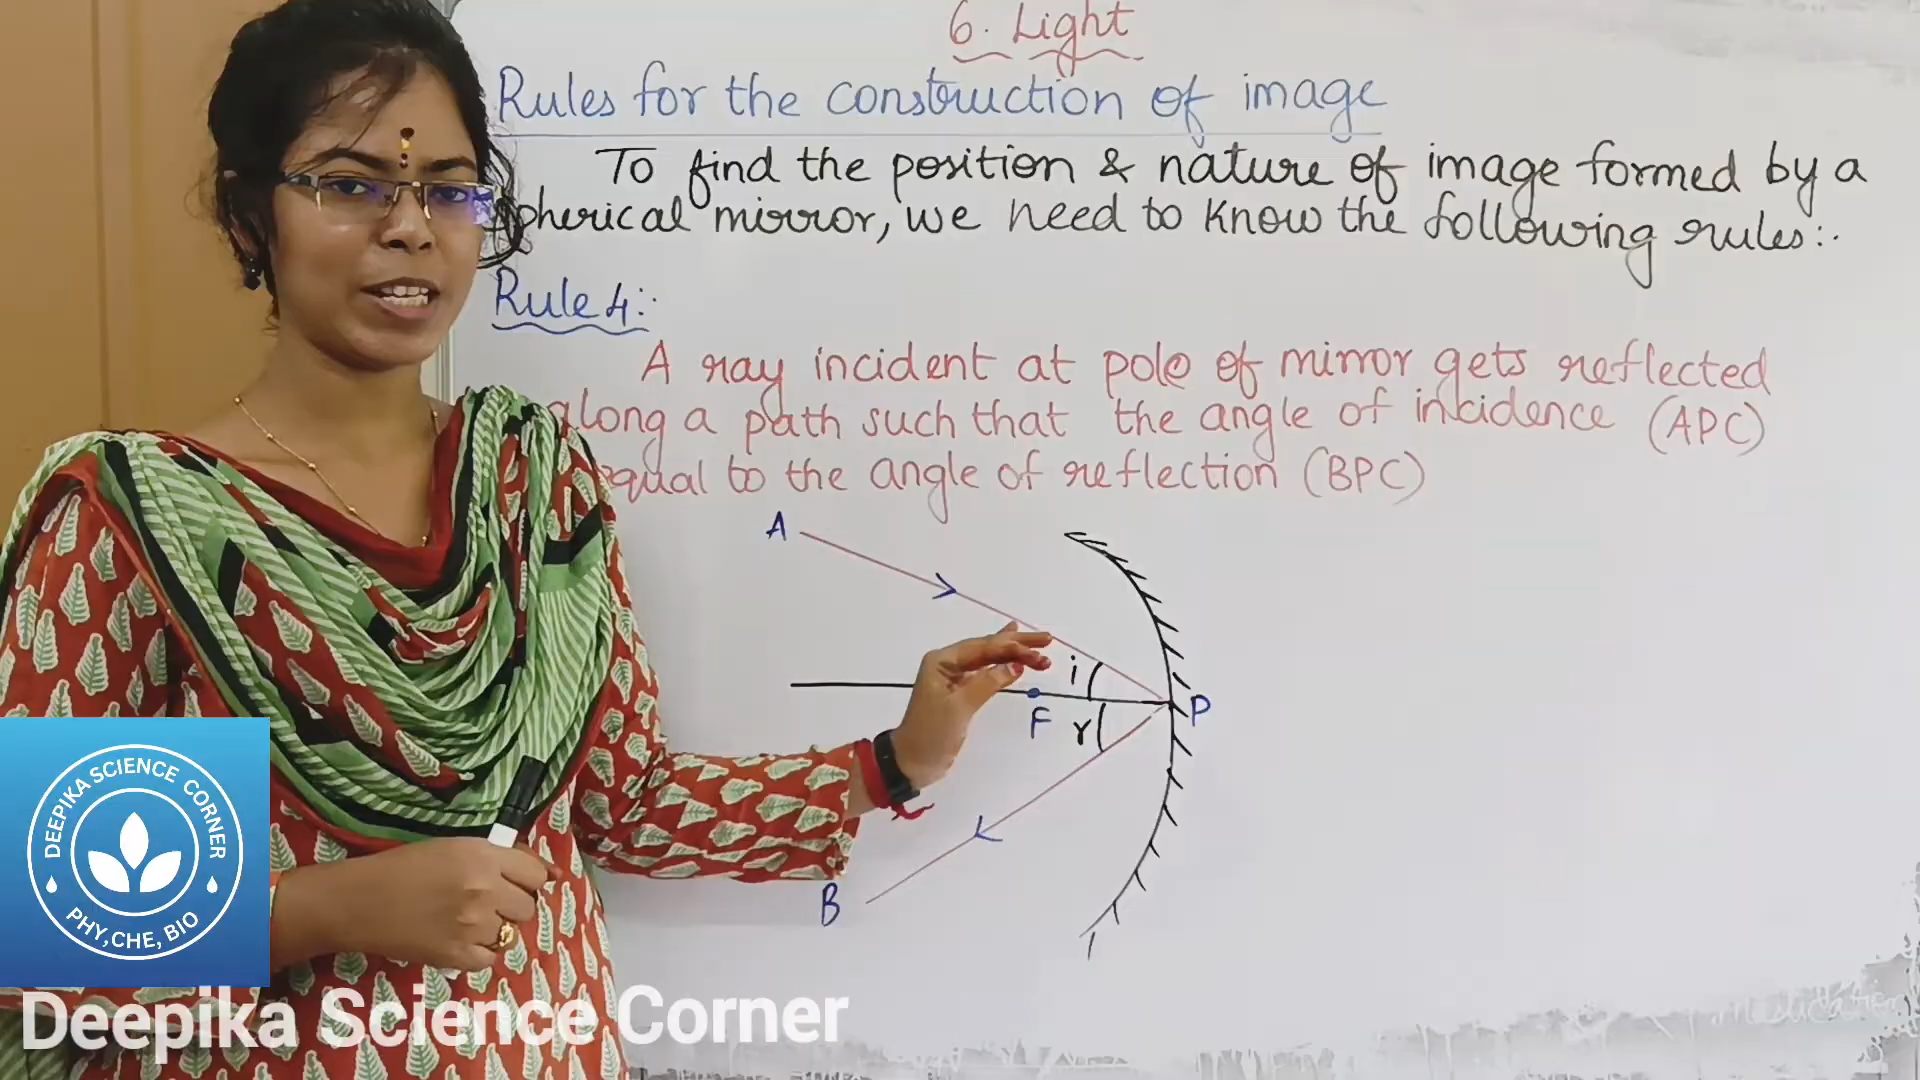 6. Light
Rules for the construction of image
To find the position & nature of image formed by a
spherical mirror, we need to know the following rules:.
Rule 4:
A ray incident at pole of mirror gets reflected
along a path such that the angle of incidence (APC)
equal to the angle of reflection (BPC)
A
i
F
r
P
B
DEEPIKA SCIENCE CORNER
PHY, CHE, BIO
Deepika Science Corner